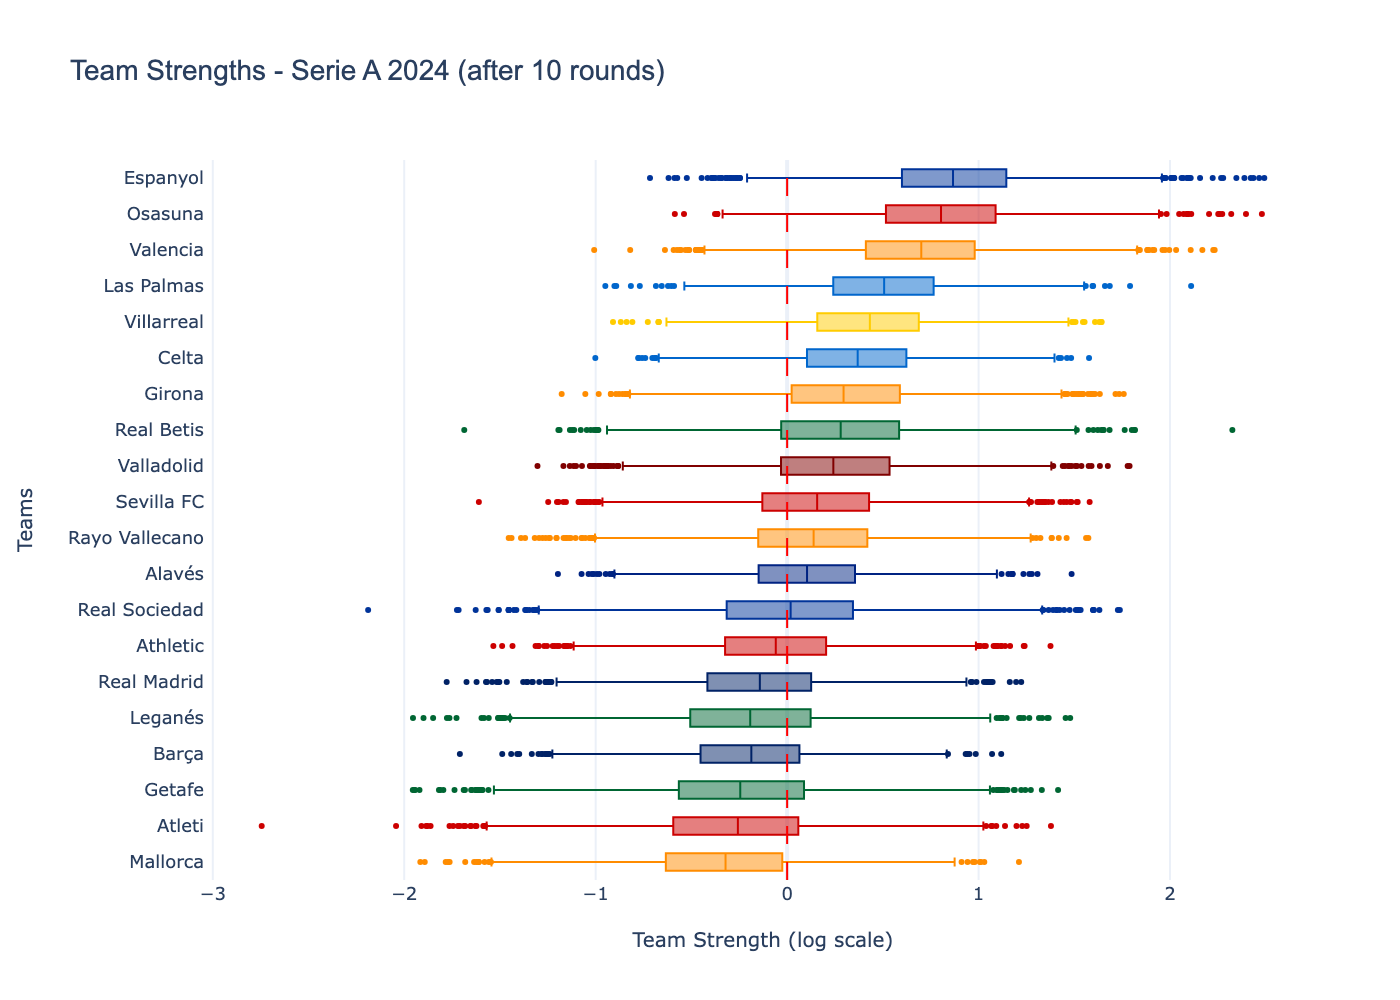 Team Strengths - Serie A 2024 (after 10 rounds)
Espanyol
Osasuna
Valencia
Las Palmas
Villarreal
Celta
Girona
Real Betis
Valladolid
Sevilla FC
Rayo Vallecano
Alavés
Real Sociedad
Athletic
Real Madrid
Leganés
Barça
Getafe
Atleti
Mallorca
Teams
−3 −2 −1 0 1 2
Team Strength (log scale)